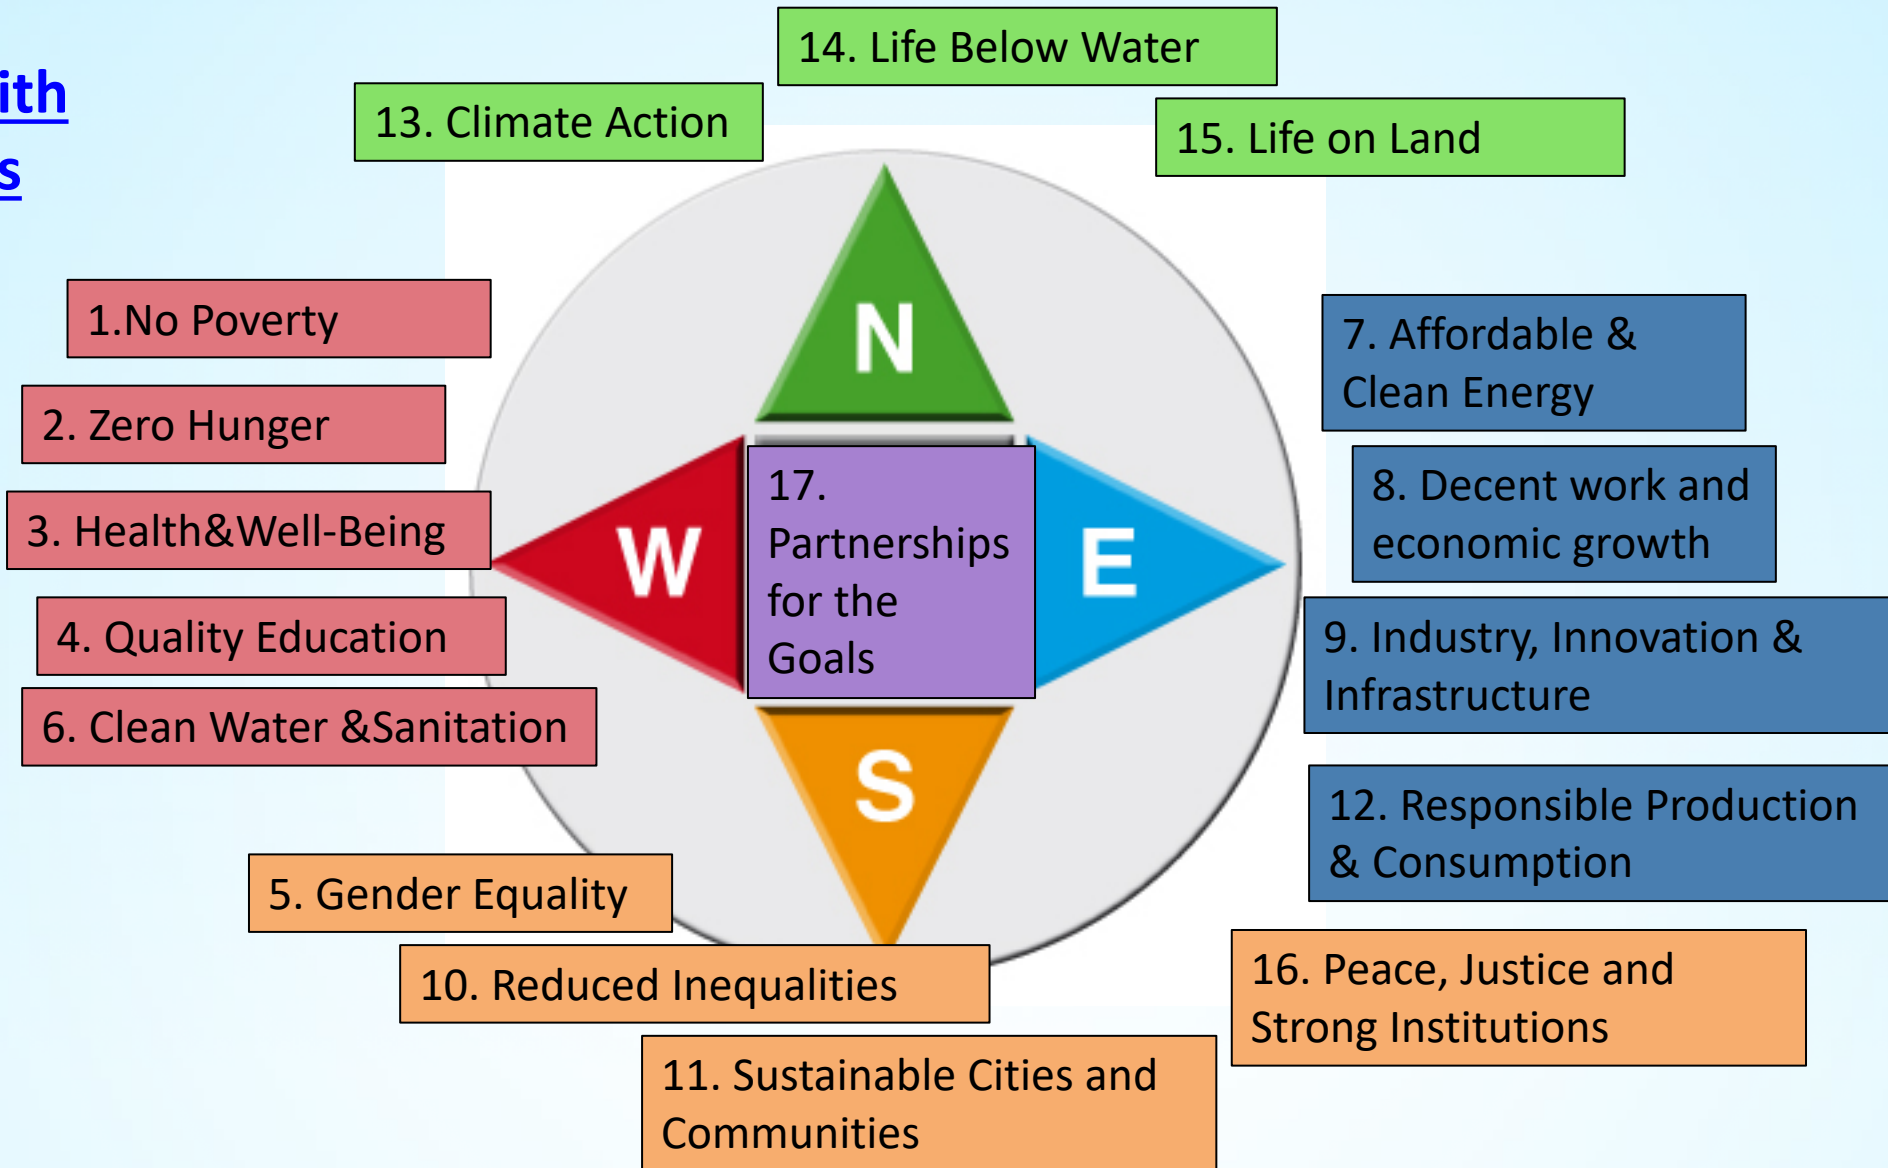 14. Life Below Water
13. Climate Action
15. Life on Land
1.No Poverty
2. Zero Hunger
3. Health&Well-Being
4. Quality Education
6. Clean Water &Sanitation
N
W
17.
Partnerships
for the
Goals
E
S
7. Affordable &
Clean Energy
8. Decent work and
economic growth
9. Industry, Innovation &
Infrastructure
12. Responsible Production
& Consumption
5. Gender Equality
10. Reduced Inequalities
11. Sustainable Cities and
Communities
16. Peace, Justice and
Strong Institutions